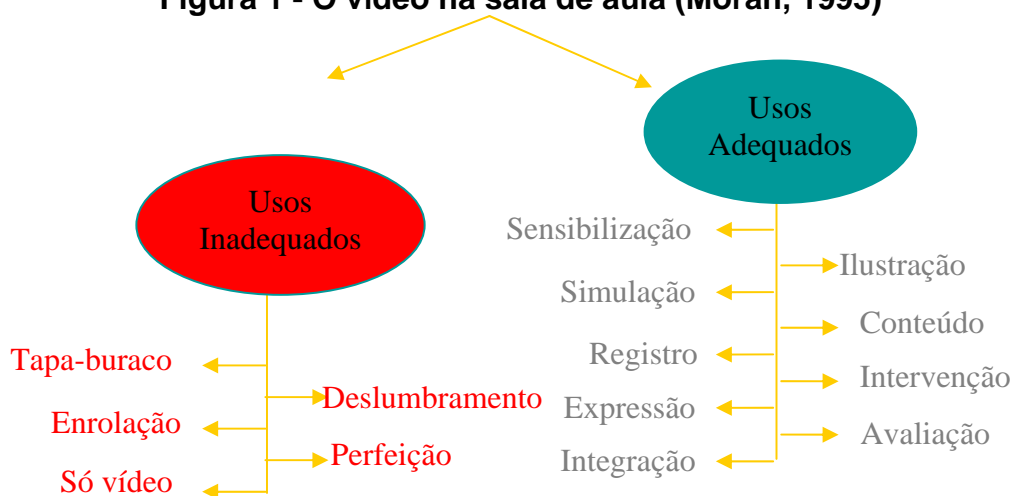 Figura 1 - O vídeo na sala de aula (Moran, 1995)
Usos
Adequados
Usos
Inadequados
Sensibilização
Ilustração
Simulação
Conteúdo
Registro
Intervenção
Expressão
Avaliação
Integração
Tapa-buraco
Deslumbramento
Enrolação
Perfeição
Só vídeo